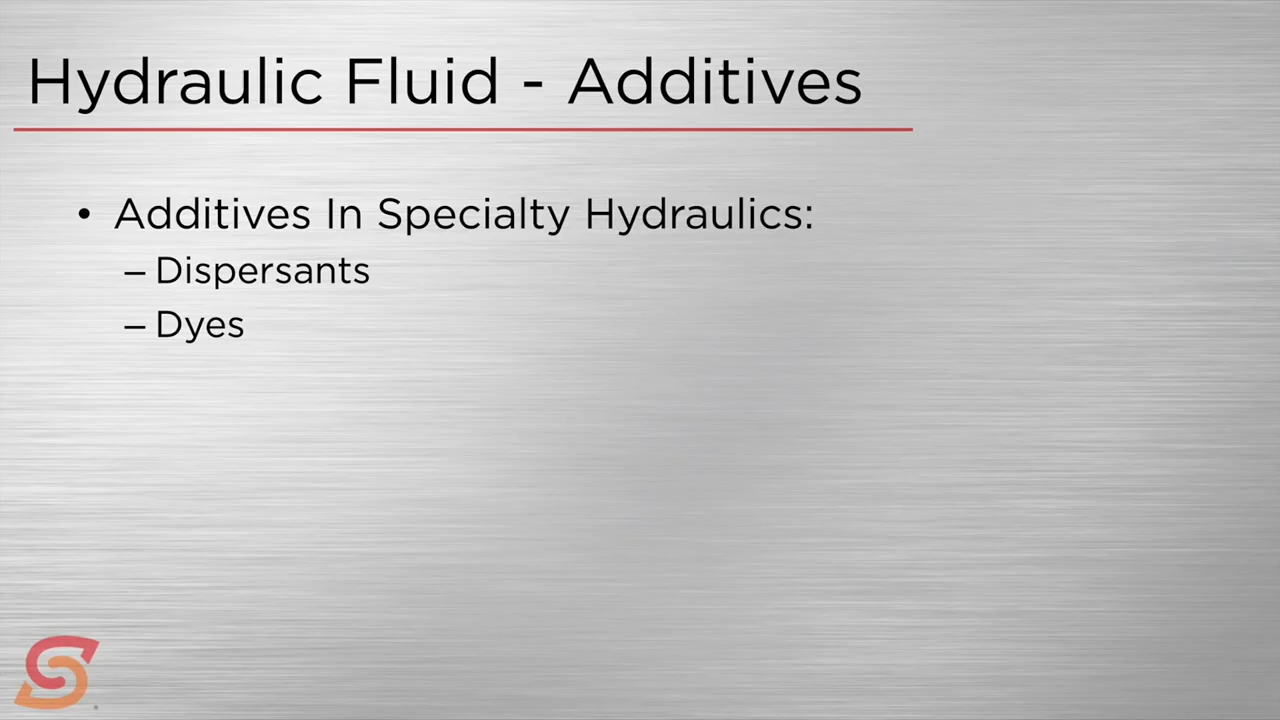 Hydraulic Fluid - Additives
• Additives In Specialty Hydraulics:
– Dispersants
– Dyes